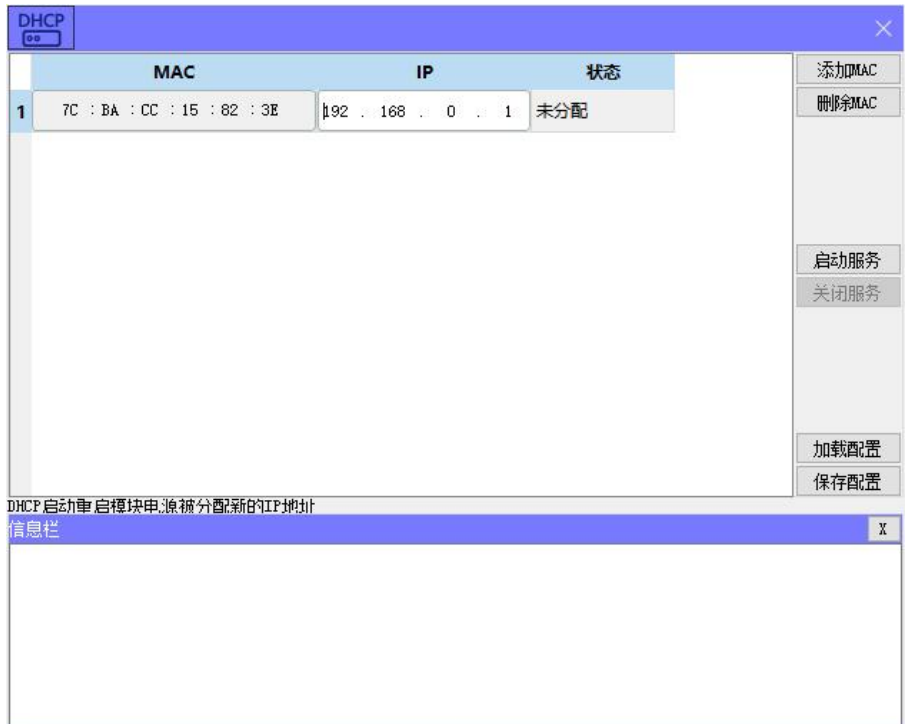 DHCP
MAC IP 状态
添加MAC
删除MAC
1 7C : BA : CC : 15 : 82 : 3E 192 . 168 . 0 . 1 未分配
启动服务
关闭服务
加载配置
保存配置
DHCP启动重启模块电源被分配新的IP地址
信息栏 X